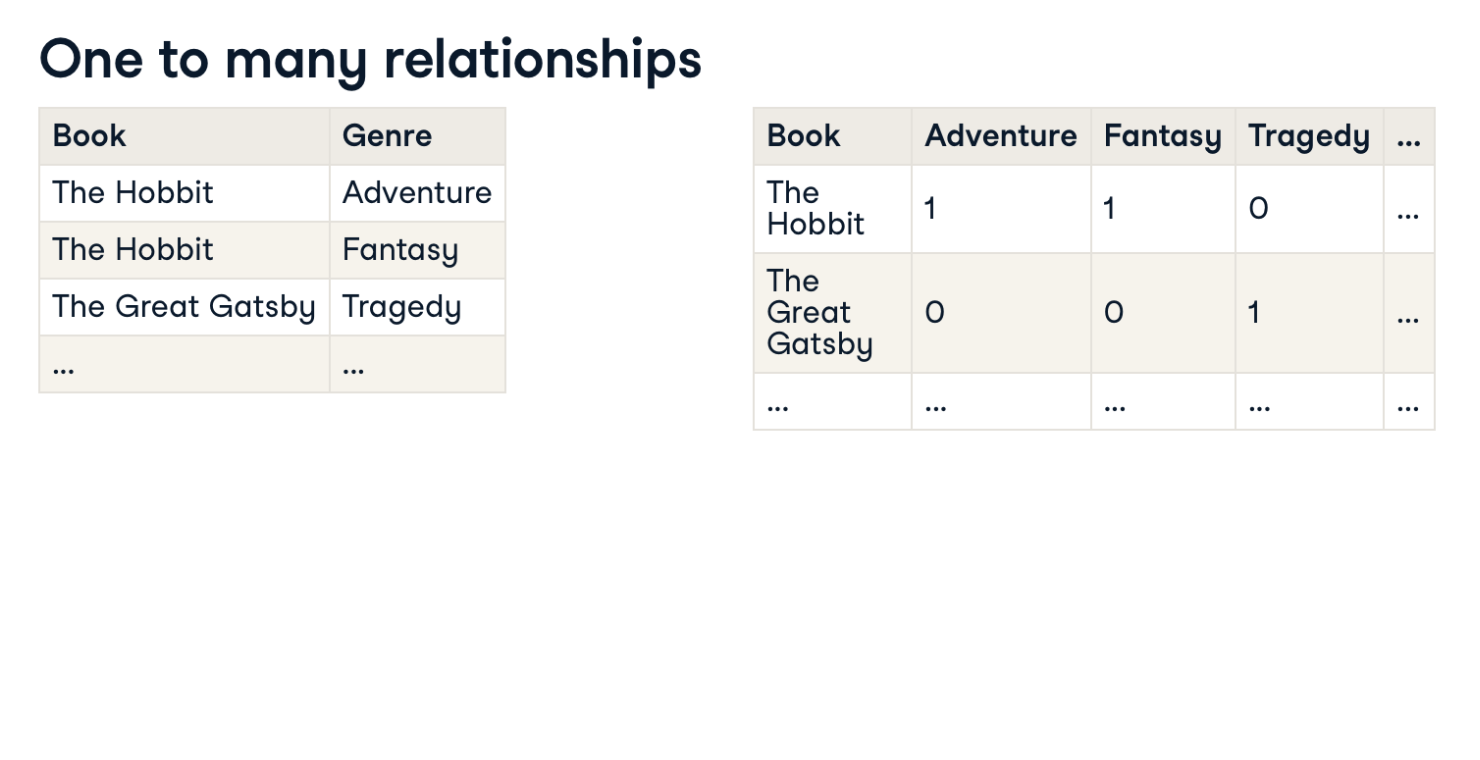 One to many relationships
Book Genre
The Hobbit Adventure
The Hobbit Fantasy
The Great Gatsby Tragedy
... ...
Book Adventure Fantasy Tragedy ...
The
Hobbit 1 1 0 ...
The
Great
Gatsby 0 0 1 ...
... ... ... ... ...